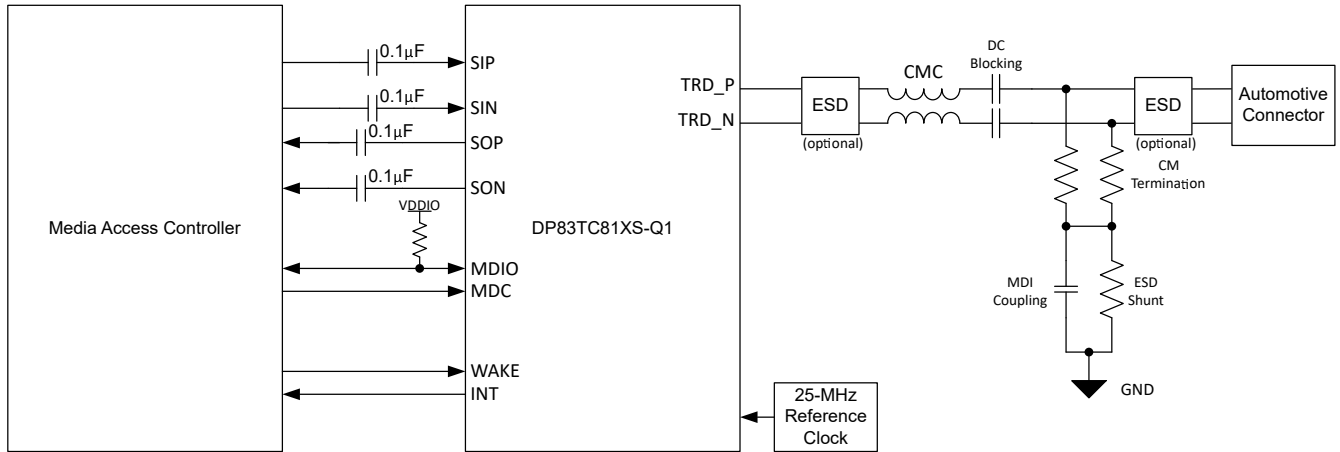 Media Access Controller
0.1µF
0.1µF
0.1µF
0.1µF
VDDIO
SIP
SIN
SOP
SON
MDIO
MDC
WAKE
INT
DP83TC81XS-Q1
TRD_P
TRD_N
25-MHz
Reference
Clock
ESD
(optional)
CMC
DC
Blocking
ESD
(optional)
CM
Termination
Automotive
Connector
MDI
Coupling
ESD
Shunt
GND